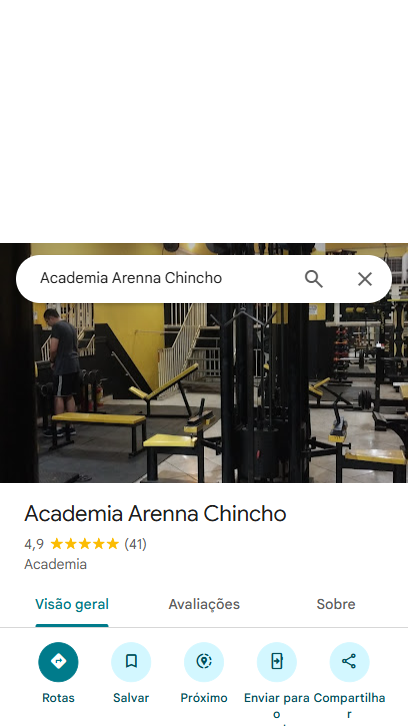 Academia Arenna Chincho
Academia Arenna Chincho
4,9 (41)
Academia
Visão geral Avaliações Sobre
Rotas Salvar Próximo Enviar para o Compartilhar